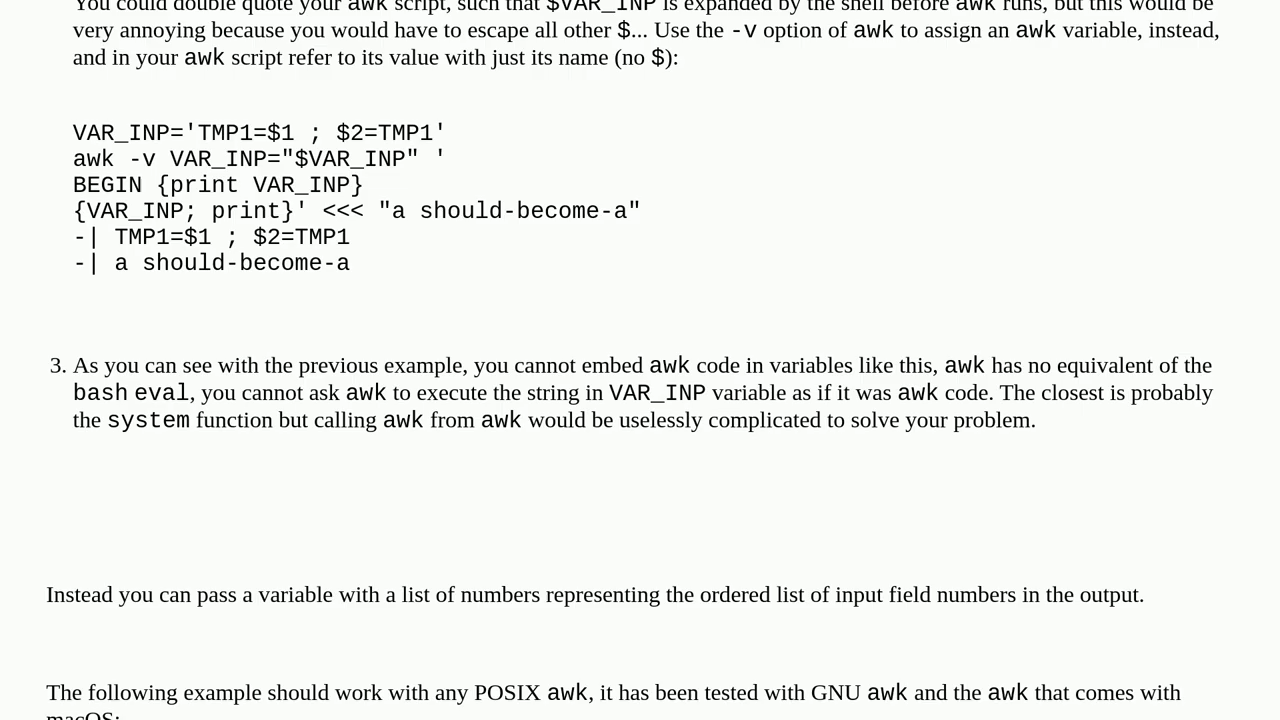 You could double quote your awk script, such that $VAR_INP is expanded by the shell before awk runs, but this would be
very annoying because you would have to escape all other $... Use the -v option of awk to assign an awk variable, instead,
and in your awk script refer to its value with just its name (no $):
VAR_INP='TMP1=$1 ; $2=TMP1'
awk -v VAR_INP="$VAR_INP" '
BEGIN {print VAR_INP}
{VAR_INP; print}' <<< "a should-become-a"
-| TMP1=$1 ; $2=TMP1
-| a should-become-a
3. As you can see with the previous example, you cannot embed awk code in variables like this, awk has no equivalent of the
bash eval, you cannot ask awk to execute the string in VAR_INP variable as if it was awk code. The closest is probably
the system function but calling awk from awk would be uselessly complicated to solve your problem.
Instead you can pass a variable with a list of numbers representing the ordered list of input field numbers in the output.
The following example should work with any POSIX awk, it has been tested with GNU awk and the awk that comes with
macOS: